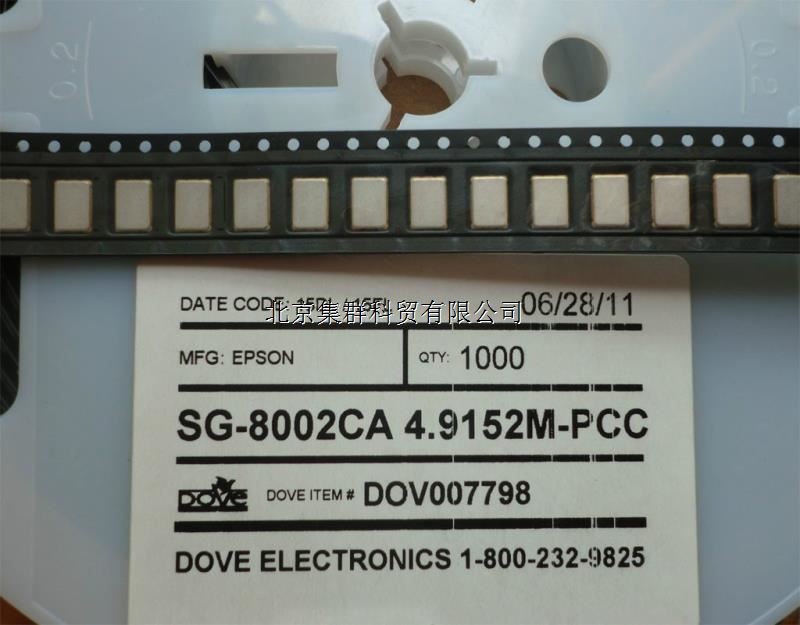 0.2
0.2
DATE CODE: 06/28/11
北京集群科贸有限公司
MFG: EPSON QTY: 1000
SG-8002CA 4.9152M-PCC
DOVE DOVE ITEM # DOV007798
DOVE ELECTRONICS 1-800-232-9825